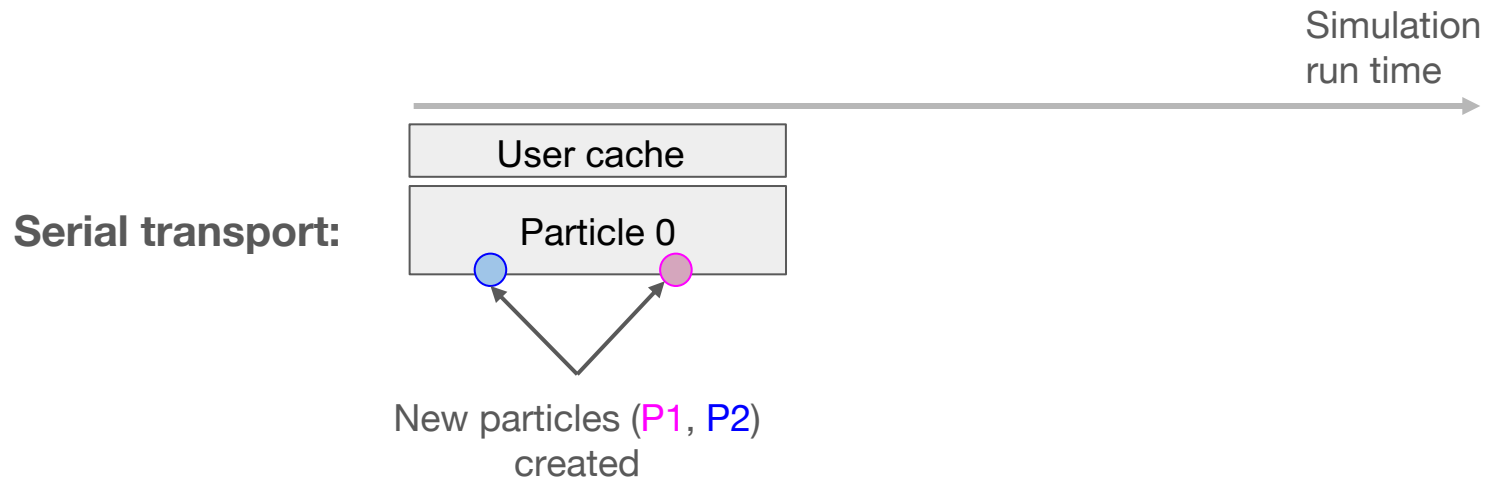 Simulation
run time
User cache
Serial transport:
Particle 0
New particles (P1, P2)
created